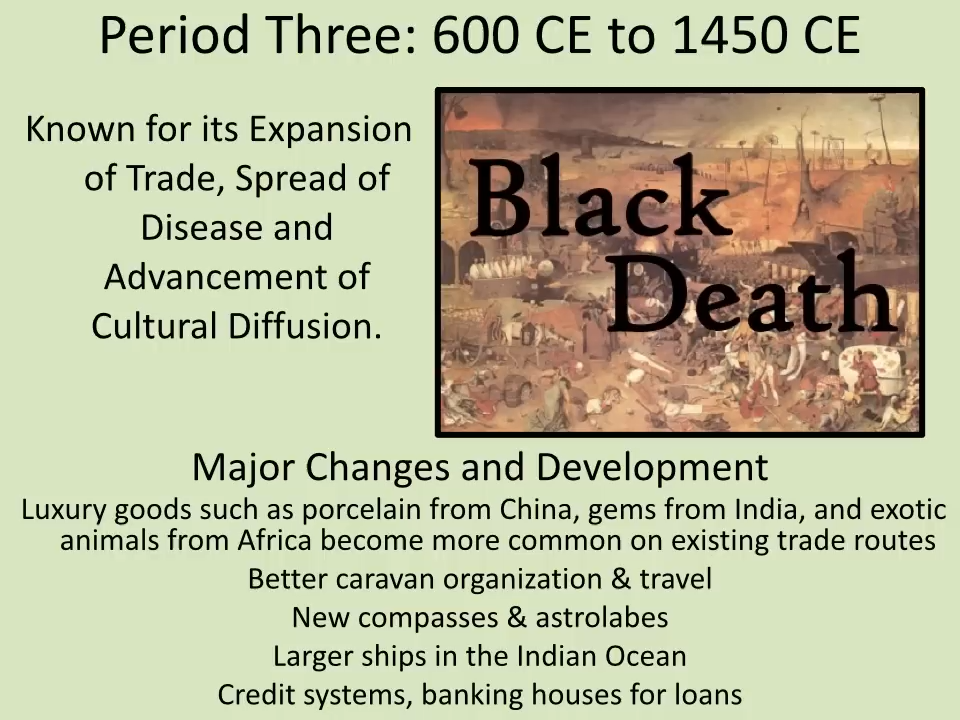 Period Three: 600 CE to 1450 CE
Known for its Expansion
of Trade, Spread of
Disease and
Advancement of
Cultural Diffusion.
Black
Death
Major Changes and Development
Luxury goods such as porcelain from China, gems from India, and exotic
animals from Africa become more common on existing trade routes
Better caravan organization & travel
New compasses & astrolabes
Larger ships in the Indian Ocean
Credit systems, banking houses for loans